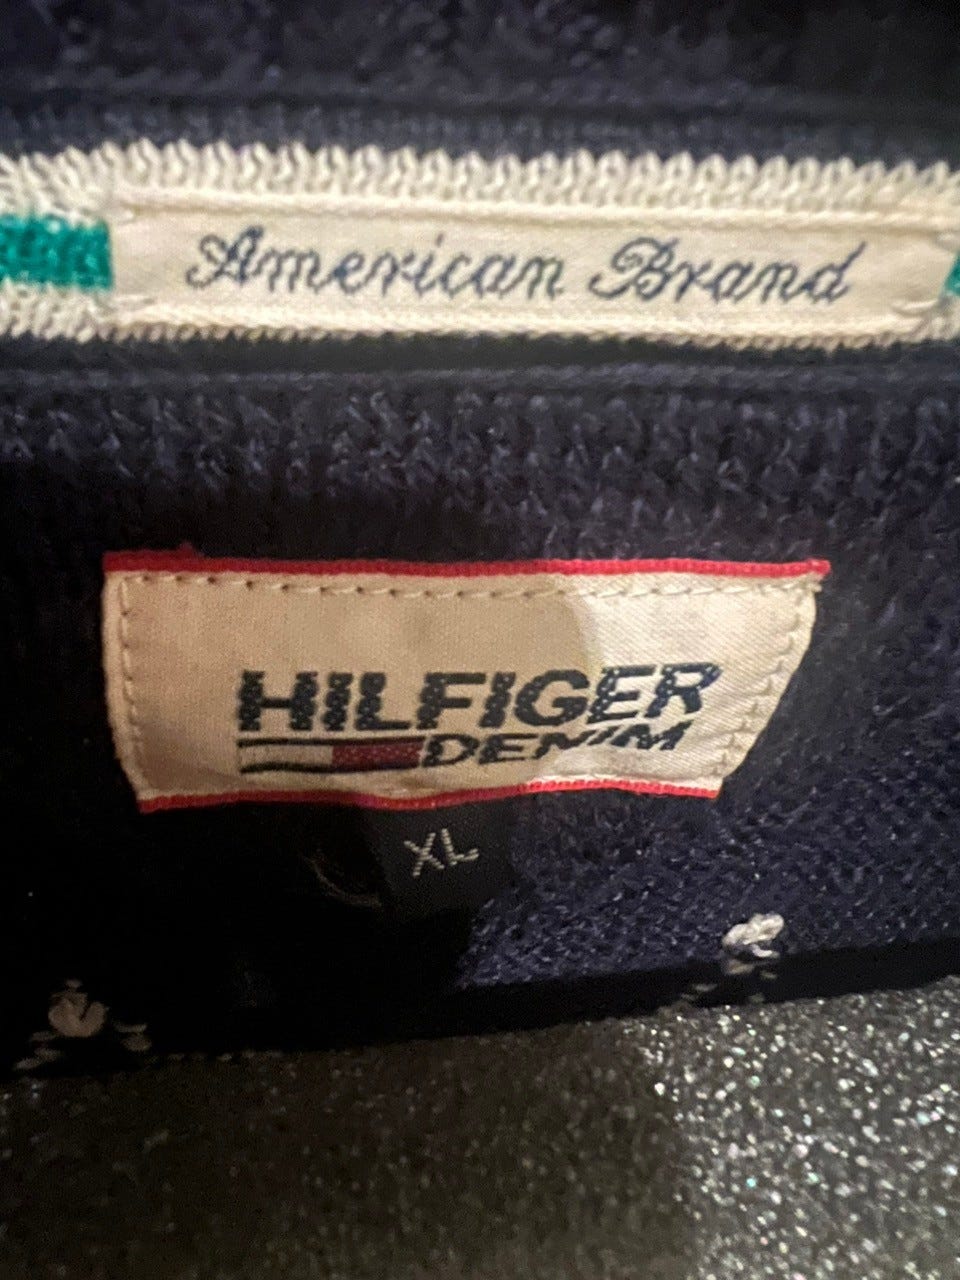 American Brand
HILFIGER
DENIM
XL